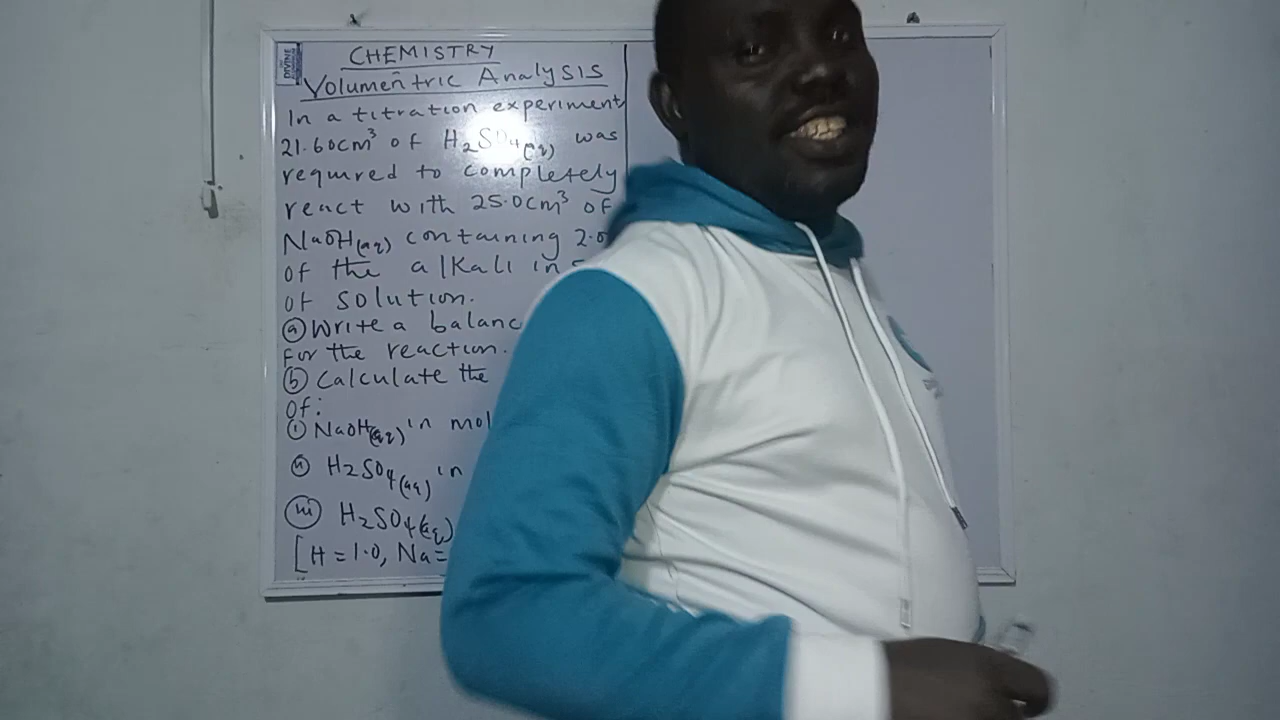 DIVINE
CHEMISTRY
Volumentric Analysis
In a titration experiment
21.60cm³ of H₂SO₄(aq) was
required to completely
react with 25.0cm³ of
NaOH(aq) containing 2.0
of the alkali in
of solution.
(a) Write a balanc
for the reaction.
(b) Calculate the
of:
(i) NaOH(aq) in mol
(ii) H₂SO₄(aq) in
(iii) H₂SO₄(aq)
[H = 1.0, Na =